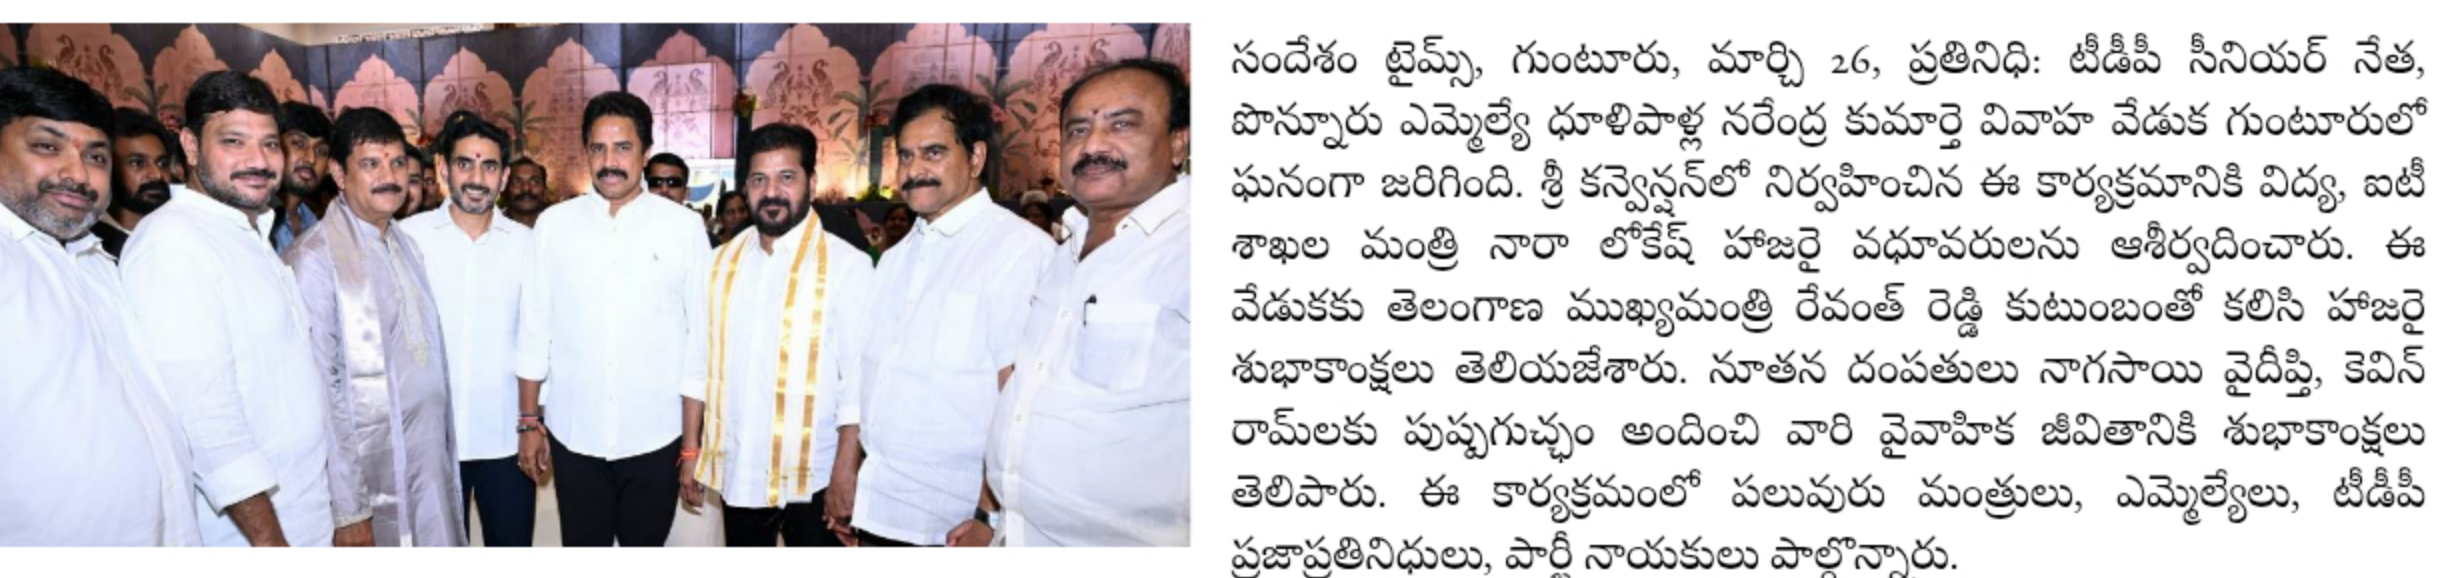 సందేశం టైమ్స్, గుంటూరు, మార్చి 26, ప్రతినిధి: టీడీపీ సీనియర్ నేత,
పొన్నూరు ఎమ్మెల్యే ధూళిపాళ్ల నరేంద్ర కుమార్తె వివాహ వేడుక గుంటూరులో
ఘనంగా జరిగింది. శ్రీ కన్వెన్షన్‌లో నిర్వహించిన ఈ కార్యక్రమానికి విద్య, ఐటీ
శాఖల మంత్రి నారా లోకేష్ హాజరై వధూవరులను ఆశీర్వదించారు. ఈ
వేడుకకు తెలంగాణ ముఖ్యమంత్రి రేవంత్ రెడ్డి కుటుంబంతో కలిసి హాజరై
శుభాకాంక్షలు తెలియజేశారు. నూతన దంపతులు నాగసాయి వైదీప్తి, కెవిన్
రామ్‌లకు పుష్పగుచ్ఛం అందించి వారి వైవాహిక జీవితానికి శుభాకాంక్షలు
తెలిపారు. ఈ కార్యక్రమంలో పలువురు మంత్రులు, ఎమ్మెల్యేలు, టీడీపీ
ప్రజాప్రతినిధులు, పార్టీ నాయకులు పాల్గొన్నారు.